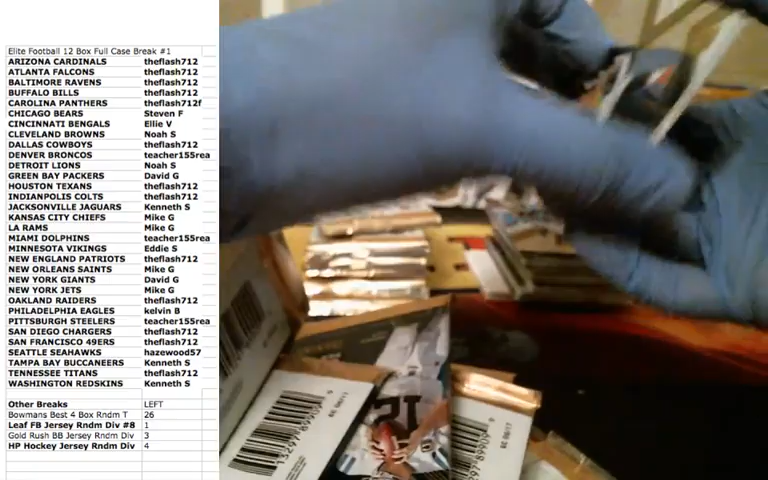 Elite Football 12 Box Full Case Break #1
ARIZONA CARDINALS theflash712
ATLANTA FALCONS theflash712
BALTIMORE RAVENS theflash712
BUFFALO BILLS theflash712
CAROLINA PANTHERS theflash712f
CHICAGO BEARS Steven F
CINCINNATI BENGALS Ellie V
CLEVELAND BROWNS Noah S
DALLAS COWBOYS theflash712
DENVER BRONCOS teacher155rea
DETROIT LIONS Noah S
GREEN BAY PACKERS David G
HOUSTON TEXANS theflash712
INDIANPOLIS COLTS theflash712
JACKSONVILLE JAGUARS Kenneth S
KANSAS CITY CHIEFS Mike G
LA RAMS Mike G
MIAMI DOLPHINS teacher155rea
MINNESOTA VIKINGS Eddie S
NEW ENGLAND PATRIOTS theflash712
NEW ORLEANS SAINTS Mike G
NEW YORK GIANTS David G
NEW YORK JETS Mike G
OAKLAND RAIDERS theflash712
PHILADELPHIA EAGLES kelvin B
PITTSBURGH STEELERS teacher155rea
SAN DIEGO CHARGERS theflash712
SAN FRANCISCO 49ERS theflash712
SEATTLE SEAHAWKS hazewood57
TAMPA BAY BUCCANEERS Kenneth S
TENNESSEE TITANS theflash712
WASHINGTON REDSKINS Kenneth S
Other Breaks LEFT
Bowmans Best 4 Box Rndm T 26
Leaf FB Jersey Rndm Div #8 1
Gold Rush BB Jersey Rndm Div 3
HP Hockey Jersey Rndm Div 4
12